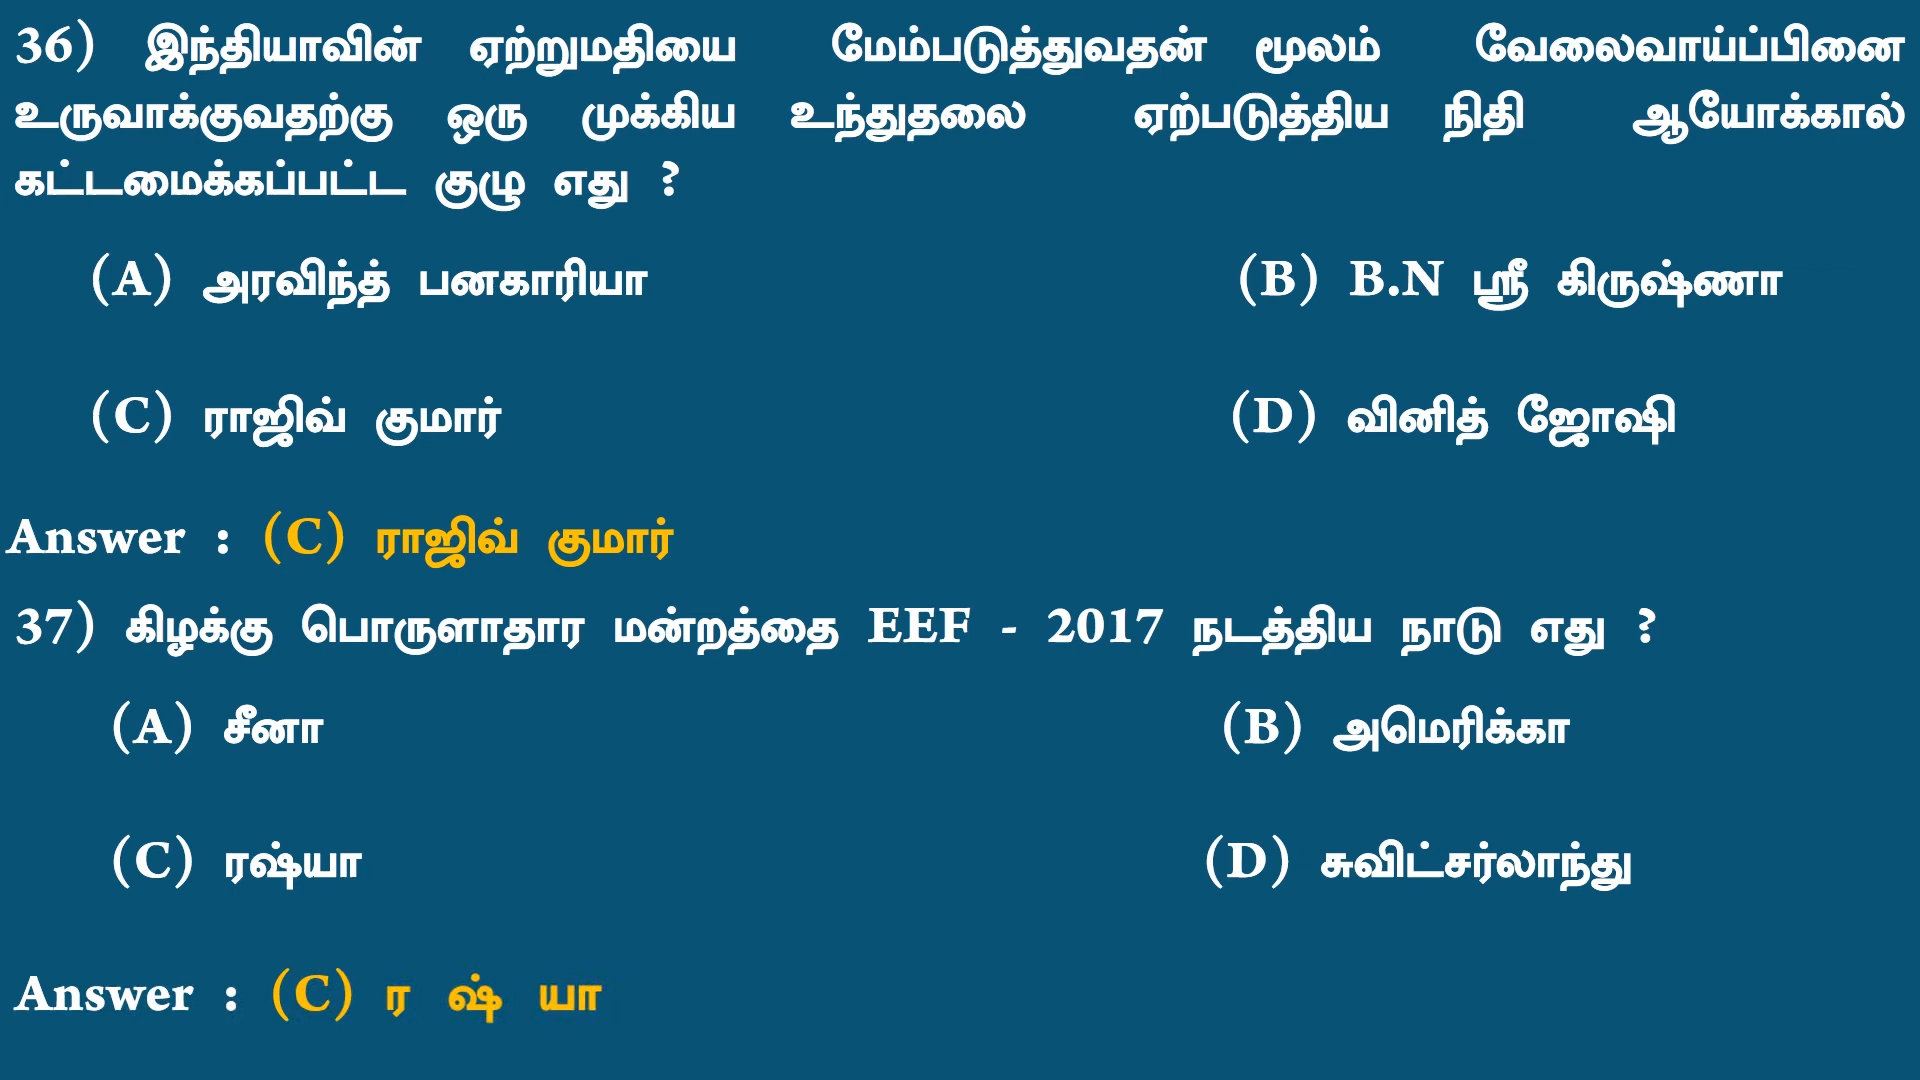 36) இந்தியாவின் ஏற்றுமதியை மேம்படுத்துவதன் மூலம் வேலைவாய்ப்பினை
உருவாக்குவதற்கு ஒரு முக்கிய உந்துதலை ஏற்படுத்திய நிதி ஆயோக்கால்
கட்டமைக்கப்பட்ட குழு எது ?
(A) அரவிந்த் பனகாரியா (B) B.N ஸ்ரீ கிருஷ்ணா
(C) ராஜிவ் குமார் (D) வினித் ஜோஷி
Answer : (C) ராஜிவ் குமார்
37) கிழக்கு பொருளாதார மன்றத்தை EEF - 2017 நடத்திய நாடு எது ?
(A) சீனா (B) அமெரிக்கா
(C) ரஷ்யா (D) சுவிட்சர்லாந்து
Answer : (C) ர ஷ் யா